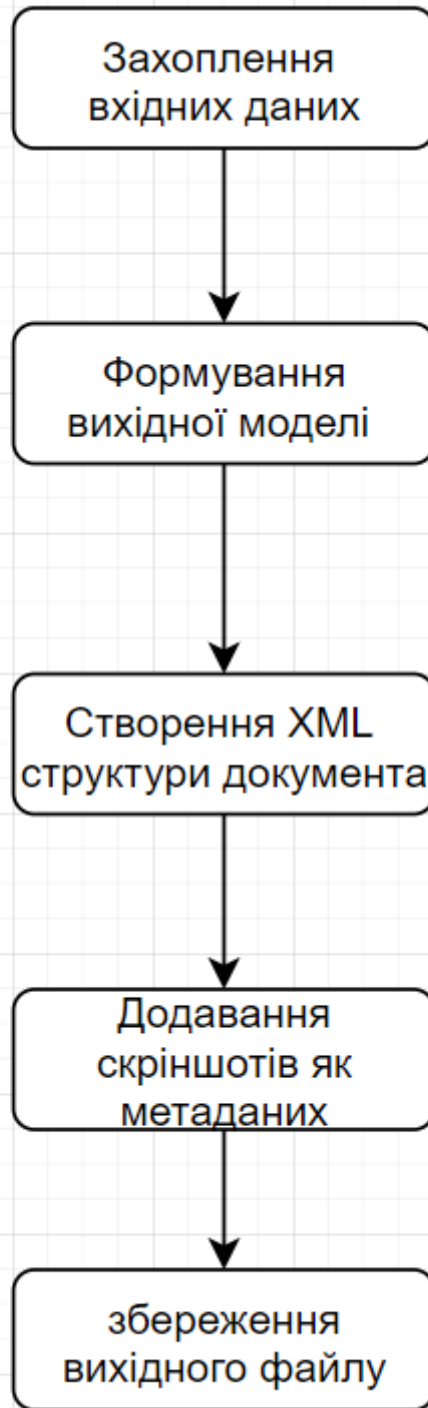 Захоплення
вхідних даних
Формування
вихідної моделі
Створення XML
структури документа
Додавання
скріншотів як
метаданих
збереження
вихідного файлу